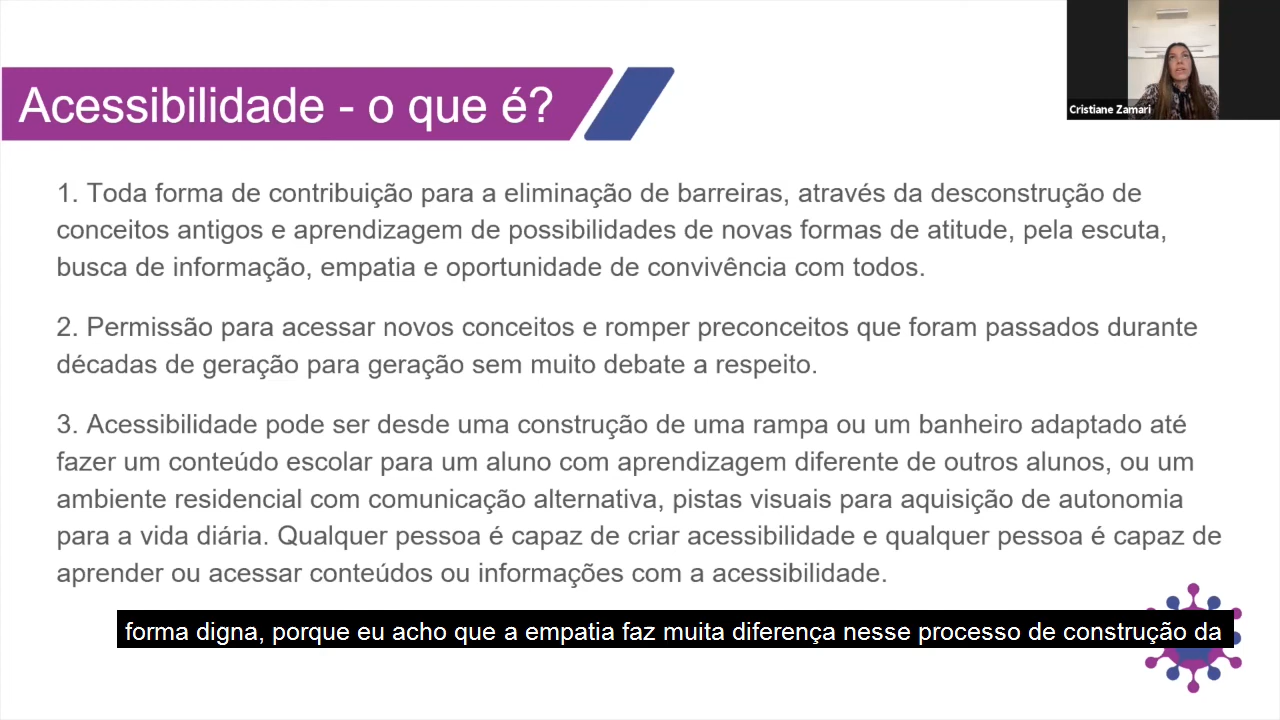 Acessibilidade - o que é?
Cristiane Zamari
1. Toda forma de contribuição para a eliminação de barreiras, através da desconstrução de
conceitos antigos e aprendizagem de possibilidades de novas formas de atitude, pela escuta,
busca de informação, empatia e oportunidade de convivência com todos.
2. Permissão para acessar novos conceitos e romper preconceitos que foram passados durante
décadas de geração para geração sem muito debate a respeito.
3. Acessibilidade pode ser desde uma construção de uma rampa ou um banheiro adaptado até
fazer um conteúdo escolar para um aluno com aprendizagem diferente de outros alunos, ou um
ambiente residencial com comunicação alternativa, pistas visuais para aquisição de autonomia
para a vida diária. Qualquer pessoa é capaz de criar acessibilidade e qualquer pessoa é capaz de
aprender ou acessar conteúdos ou informações com a acessibilidade.
forma digna, porque eu acho que a empatia faz muita diferença nesse processo de construção da